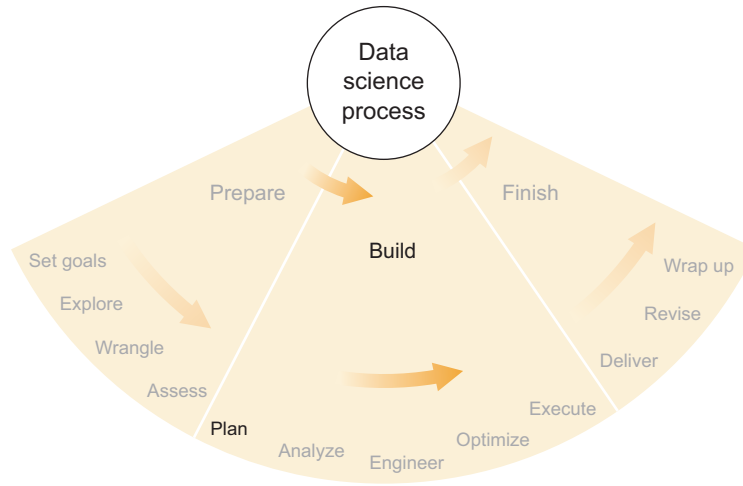 Data
science
process
Prepare
Build
Finish
Set goals
Explore
Wrangle
Assess
Plan
Analyze
Engineer
Optimize
Execute
Deliver
Revise
Wrap up